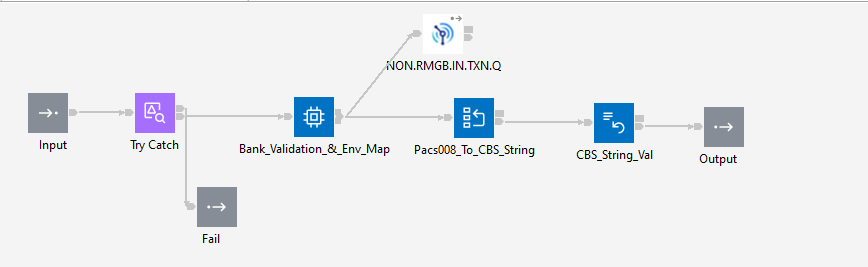 NON.RMGB.IN.TXN.Q
Input
Try Catch
Bank_Validation_&_Env_Map
Pacs008_To_CBS_String
CBS_String_Val
Output
Fail